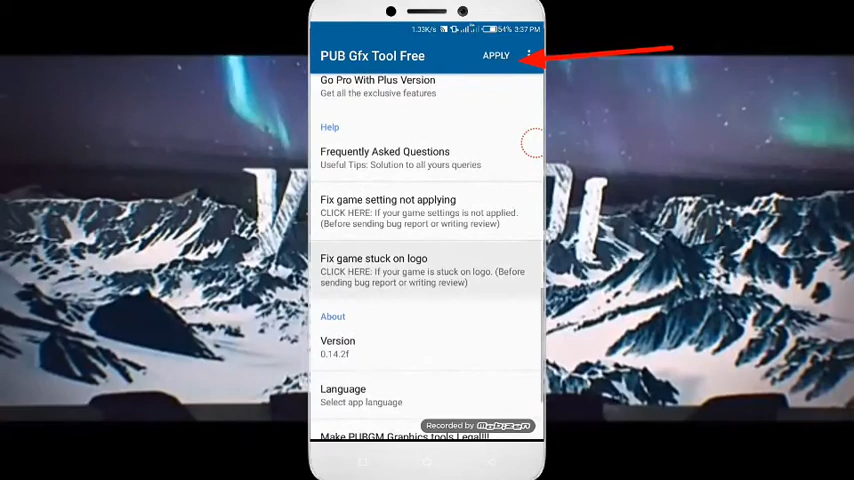 1.33K/s 54% 3:37 PM
PUB Gfx Tool Free APPLY
Go Pro With Plus Version
Get all the exclusive features
Help
Frequently Asked Questions
Useful Tips: Solution to all yours queries
Fix game setting not applying
CLICK HERE: If your game settings is not applied.
(Before sending bug report or writing review)
Fix game stuck on logo
CLICK HERE: If your game is stuck on logo. (Before
sending bug report or writing review)
About
Version
0.14.2f
Language
Select app language
Recorded by mobizen
Make PUBGM Graphics tools Legal!!!